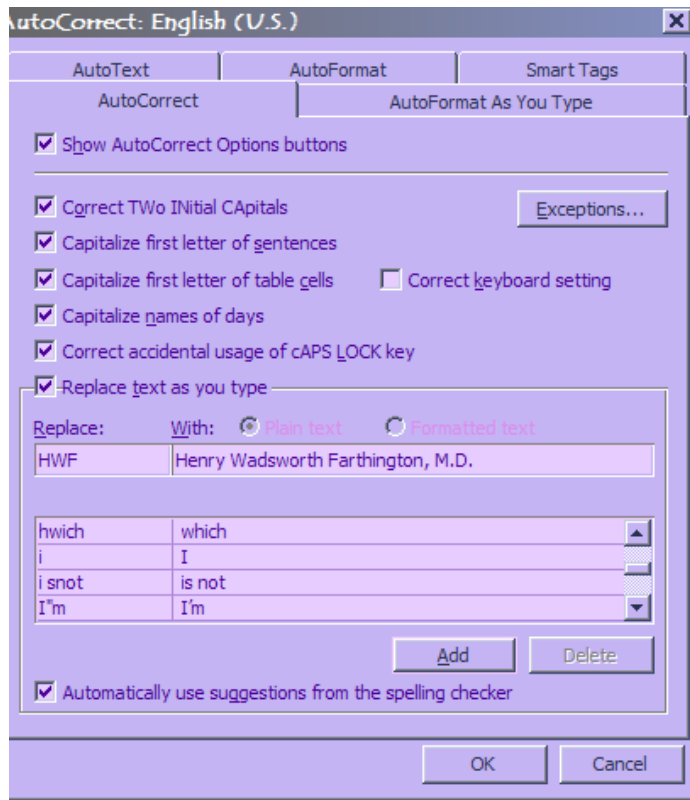 AutoCorrect: English (U.S.)
AutoText AutoFormat Smart Tags
AutoCorrect AutoFormat As You Type
Show AutoCorrect Options buttons
Correct TWo INitial CApitals Exceptions...
Capitalize first letter of sentences
Capitalize first letter of table cells Correct keyboard setting
Capitalize names of days
Correct accidental usage of cAPS LOCK key
Replace text as you type
Replace: With: Plain text Formatted text
HWF Henry Wadsworth Farthington, M.D.
hwich which
i I
i snot is not
I"m I'm
Add Delete
Automatically use suggestions from the spelling checker
OK Cancel